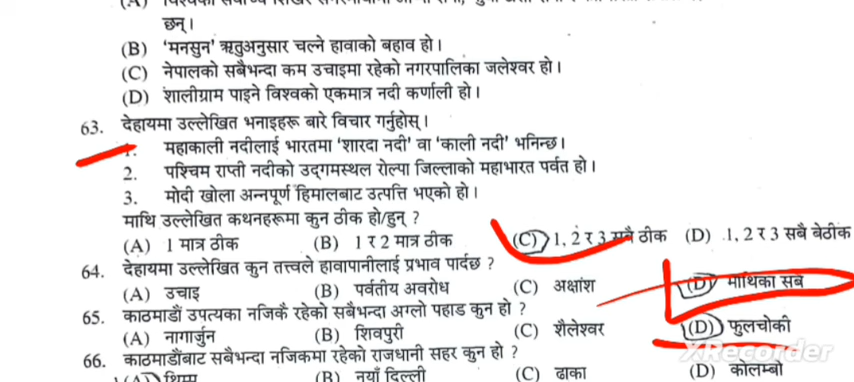 छन्।
(B) 'मनसुन' ऋतुअनुसार चल्ने हावाको बहाव हो।
(C) नेपालको सबैभन्दा कम उचाइमा रहेको नगरपालिका जलेश्वर हो।
(D) शालीग्राम पाइने विश्वको एकमात्र नदी कर्णाली हो।
63. देहायमा उल्लेखित भनाइहरू बारे विचार गर्नुहोस्।
1. महाकाली नदीलाई भारतमा 'शारदा नदी' वा 'काली नदी' भनिन्छ।
2. पश्चिम राप्ती नदीको उद्गमस्थल रोल्पा जिल्लाको महाभारत पर्वत हो।
3. मोदी खोला अन्नपूर्ण हिमालबाट उत्पत्ति भएको हो।
माथि उल्लेखित कथनहरूमा कुन ठीक हो/हुन् ?
(A) 1 मात्र ठीक (B) 1 र 2 मात्र ठीक (C) 1, 2 र 3 सबै ठीक (D) 1, 2 र 3 सबै बेठीक
64. देहायमा उल्लेखित कुन तत्त्वले हावापानीलाई प्रभाव पार्दछ ?
(A) उचाइ (B) पर्वतीय अवरोध (C) अक्षांश (D) माथिका सबै
65. काठमाडौं उपत्यका नजिकै रहेको सबैभन्दा अग्लो पहाड कुन हो ?
(A) नागार्जुन (B) शिवपुरी (C) शैलेश्वर (D) फुलचोकी
66. काठमाडौंबाट सबैभन्दा नजिकमा रहेको राजधानी सहर कुन हो ?
(A) थिम्पु (B) नयाँ दिल्ली (C) ढाका (D) कोलम्बो
XRecorder